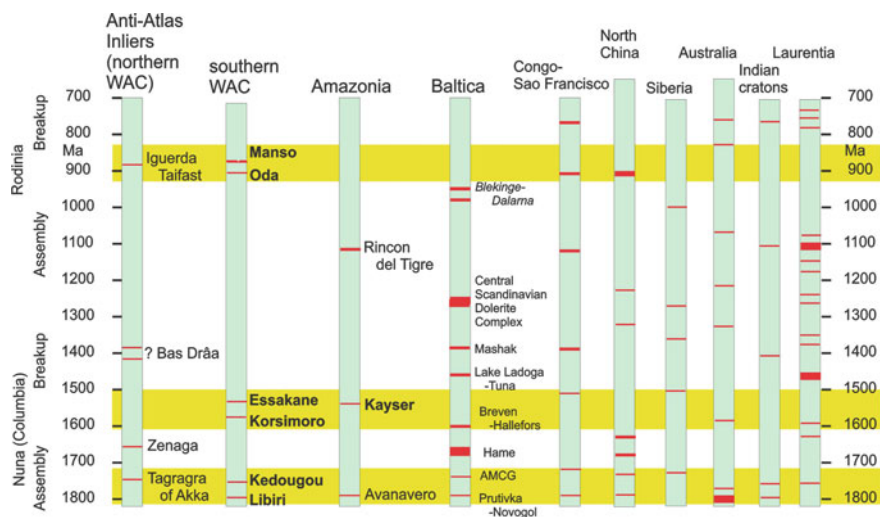 Anti-Atlas
Inliers
(northern
WAC)
southern
WAC
Amazonia
Baltica
Congo-
Sao Francisco
North
China
Siberia
Australia
Indian
cratons
Laurentia
Nuna (Columbia)
Rodinia
Assembly
Breakup
Assembly
Breakup
700
800
Ma
900
1000
1100
1200
1300
1400
1500
1600
1700
1800
Iguerda
Taifast
? Bas Drâa
Zenaga
Tagragra
of Akka
Manso
Oda
Essakane
Korsimoro
Kedougou
Libiri
Rincon
del Tigre
Kayser
Avanavero
Blekinge-
Dalarna
Central
Scandinavian
Dolerite
Complex
Mashak
Lake Ladoga
-Tuna
Breven
-Hallefors
Hame
AMCG
Prutivka
-Novogol
700
800
Ma
900
1000
1100
1200
1300
1400
1500
1600
1700
1800